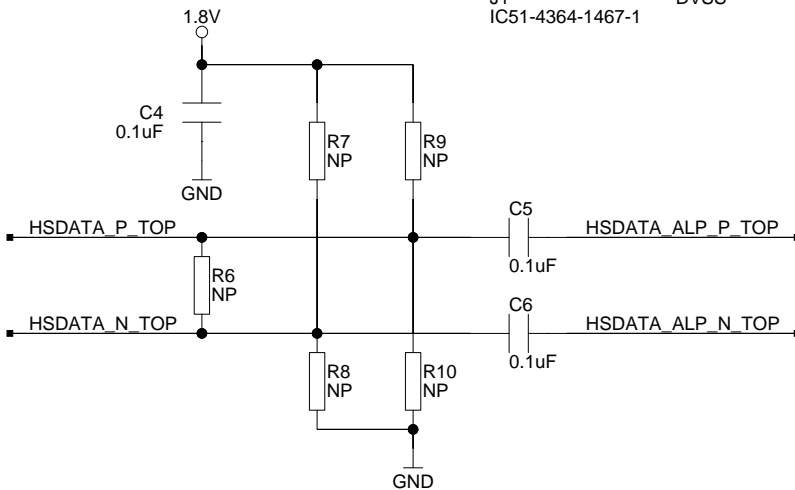 IC51-4364-1467-1
1.8V
C4
0.1uF
R7
NP
R9
NP
GND
HSDATA_P_TOP
C5
0.1uF
HSDATA_ALP_P_TOP
R6
NP
HSDATA_N_TOP
C6
0.1uF
HSDATA_ALP_N_TOP
R8
NP
R10
NP
GND